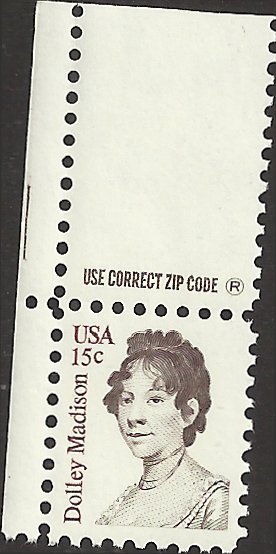 USE CORRECT ZIP CODE ®
USA
15c
Dolley Madison